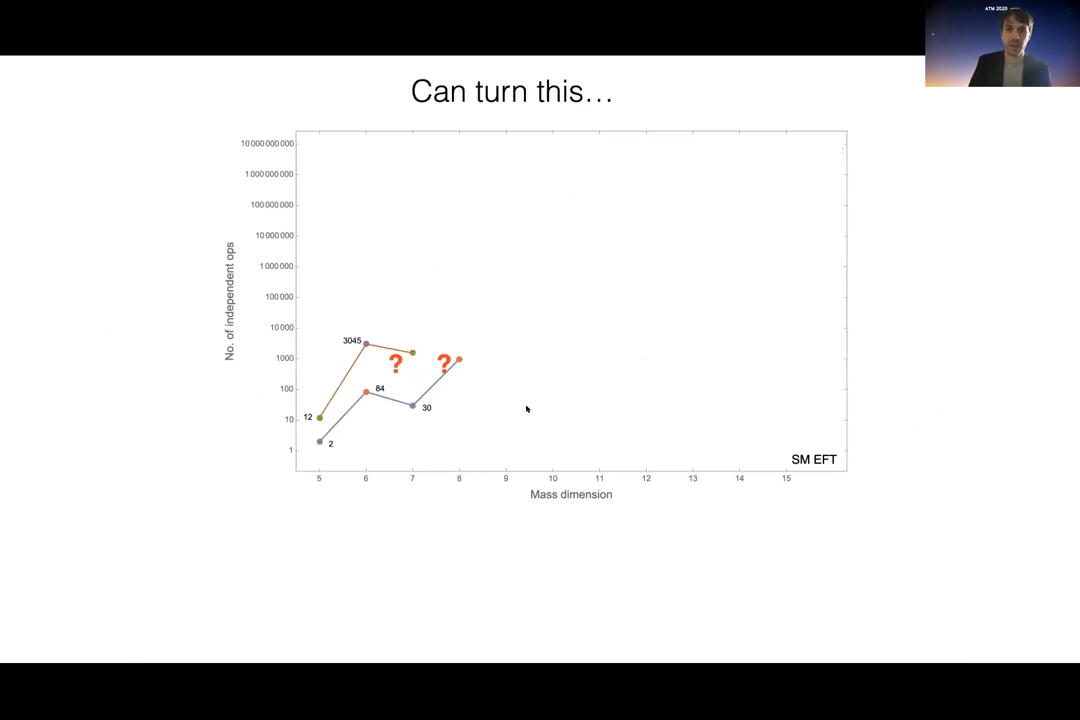 ATM 2020
Can turn this…
10 000 000 000
1 000 000 000
100 000 000
10 000 000
1 000 000
100 000
10 000
1000
100
10
1
No. of independent ops
3045
?
?
84
12
30
2
SM EFT
5 6 7 8 9 10 11 12 13 14 15
Mass dimension